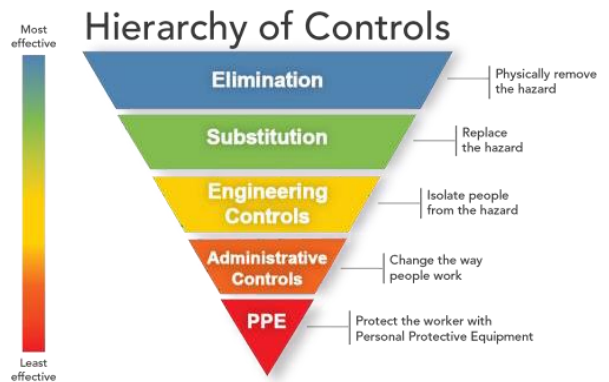 Hierarchy of Controls
Most
effective
Elimination
Physically remove
the hazard
Substitution
Replace
the hazard
Engineering
Controls
Isolate people
from the hazard
Administrative
Controls
Change the way
people work
PPE
Protect the worker with
Personal Protective Equipment
Least
effective